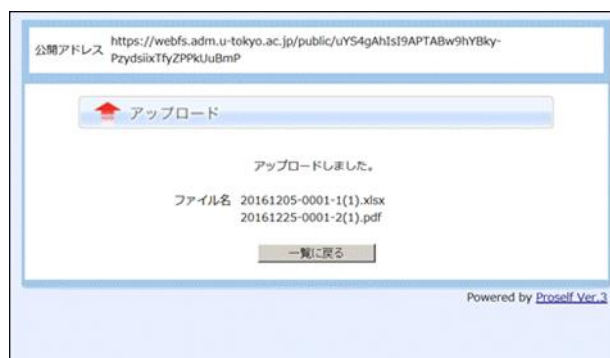 公開アドレス https://webfs.adm.u-tokyo.ac.jp/public/uYS4gAhIsI9APTABw9hYBky-
PzydsiixTfyZPPkUuBmP
アップロード
アップロードしました。
ファイル名 20161205-0001-1(1).xlsx
20161225-0001-2(1).pdf
一覧に戻る
Powered by Proself Ver.3